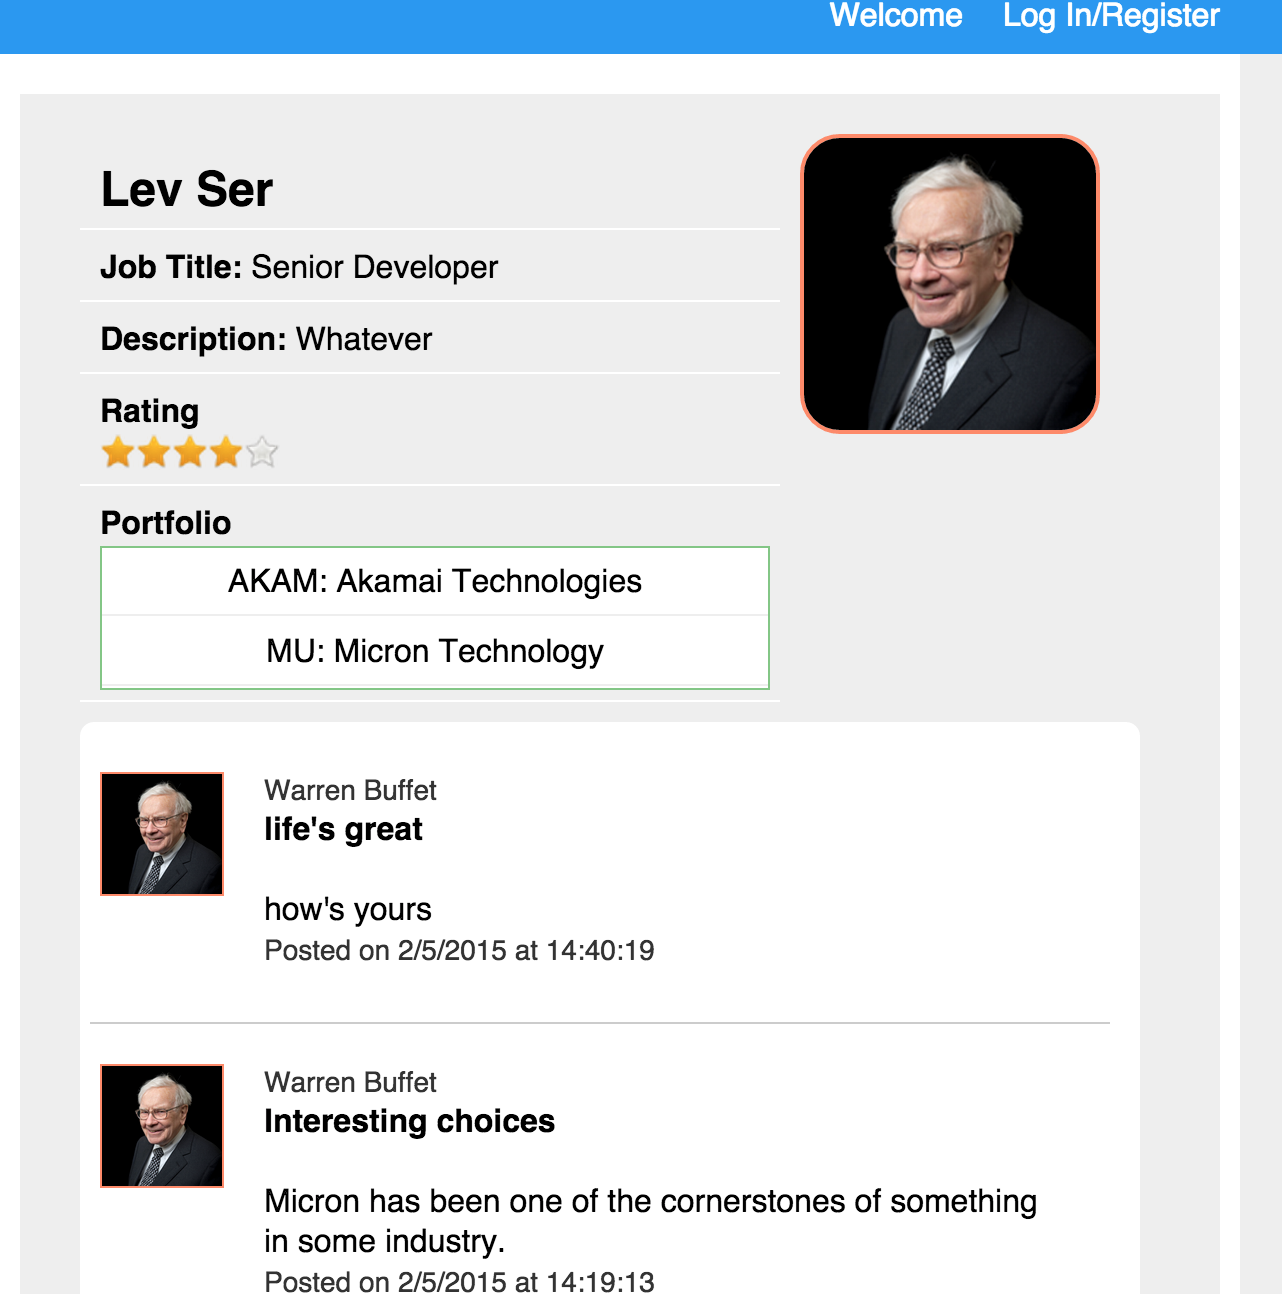 Welcome Log In/Register
Lev Ser
Job Title: Senior Developer
Description: Whatever
Rating
Portfolio
AKAM: Akamai Technologies
MU: Micron Technology
Warren Buffet
life's great
how's yours
Posted on 2/5/2015 at 14:40:19
Warren Buffet
Interesting choices
Micron has been one of the cornerstones of something
in some industry.
Posted on 2/5/2015 at 14:19:13